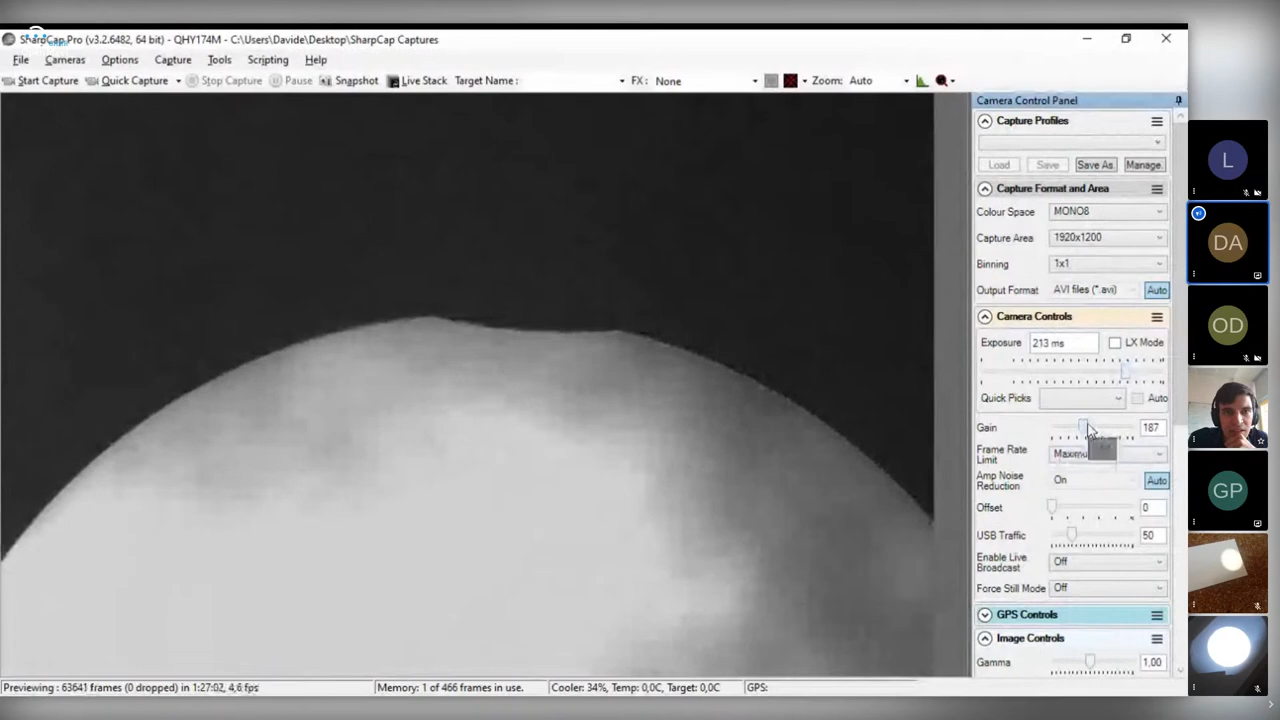 SharpCap Pro (v3.2.6482, 64 bit) - QHY174M - C:\Users\Davide\Desktop\SharpCap Captures
File Cameras Options Capture Tools Scripting Help
Start Capture Quick Capture Stop Capture Pause Snapshot Live Stack Target Name : FX: None Zoom: Auto
Camera Control Panel
Capture Profiles
Load Save Save As. Manage.
Capture Format and Area
Colour Space MONO8
Capture Area 1920x1200
Binning 1x1
Output Format AVI files (*.avi) Auto
Camera Controls
Exposure 213 ms LX Mode
Quick Picks Auto
Gain 187
Frame Rate
Limit
Amp Noise
Reduction On Auto
Offset 0
USB Traffic 50
Enable Live
Broadcast Off
Force Still Mode Off
GPS Controls
Image Controls
Gamma 1,00
Previewing : 63641 frames (0 dropped) in 1:27:02, 4,6 fps Memory: 1 of 466 frames in use. Cooler: 34%, Temp: 0,0C, Target: 0,0C GPS:
L
DA
OD
GP